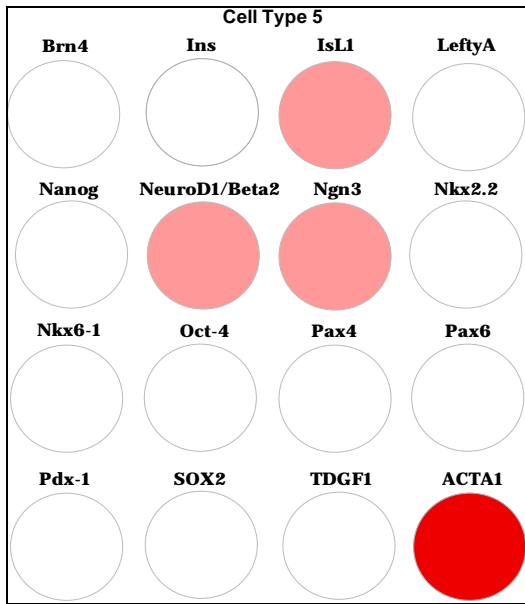 Cell Type 5
Brn4 Ins IsL1 LeftyA
Nanog NeuroD1/Beta2 Ngn3 Nkx2.2
Nkx6-1 Oct-4 Pax4 Pax6
Pdx-1 SOX2 TDGF1 ACTA1